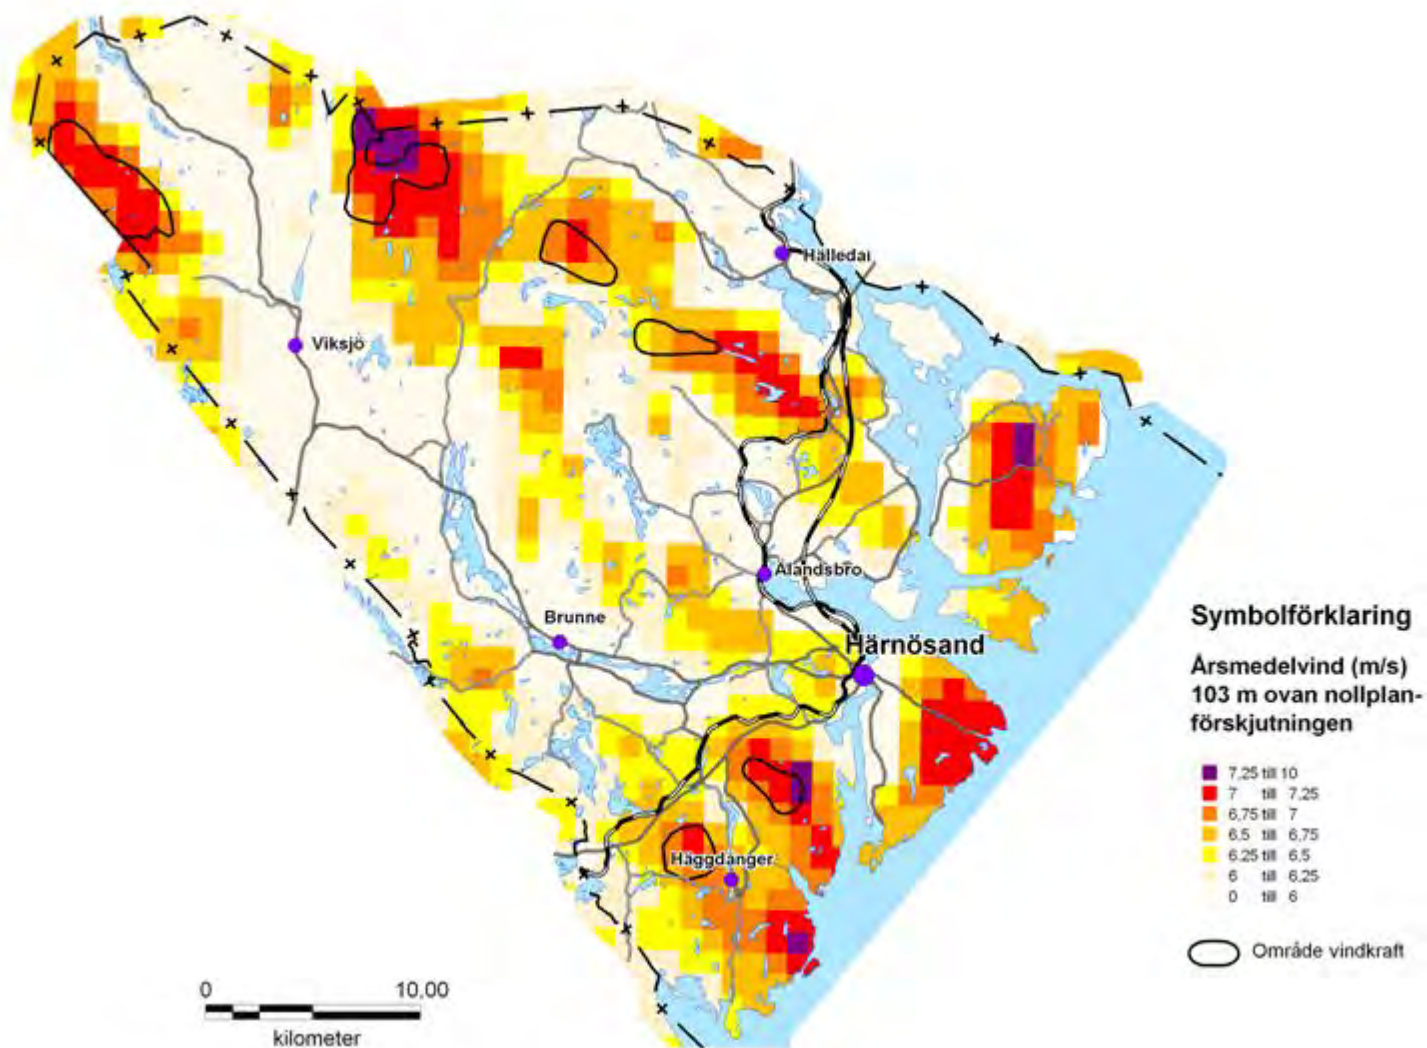 Hälledal
Viksjö
Älandsbro
Brunne
Härnösand
Häggdånger
Symbolförklaring
Årsmedelvind (m/s)
103 m ovan nollplan-
förskjutningen
7,25 till 10
7 till 7,25
6,75 till 7
6,5 till 6,75
6,25 till 6,5
6 till 6,25
0 till 6
Område vindkraft
0 10,00
kilometer